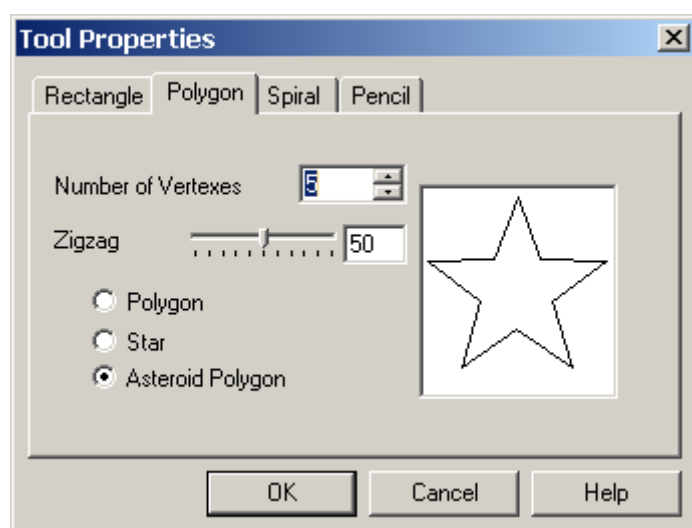 Tool Properties
Rectangle Polygon Spiral Pencil
Number of Vertexes 5
Zigzag 50
Polygon
Star
Asteroid Polygon
OK Cancel Help